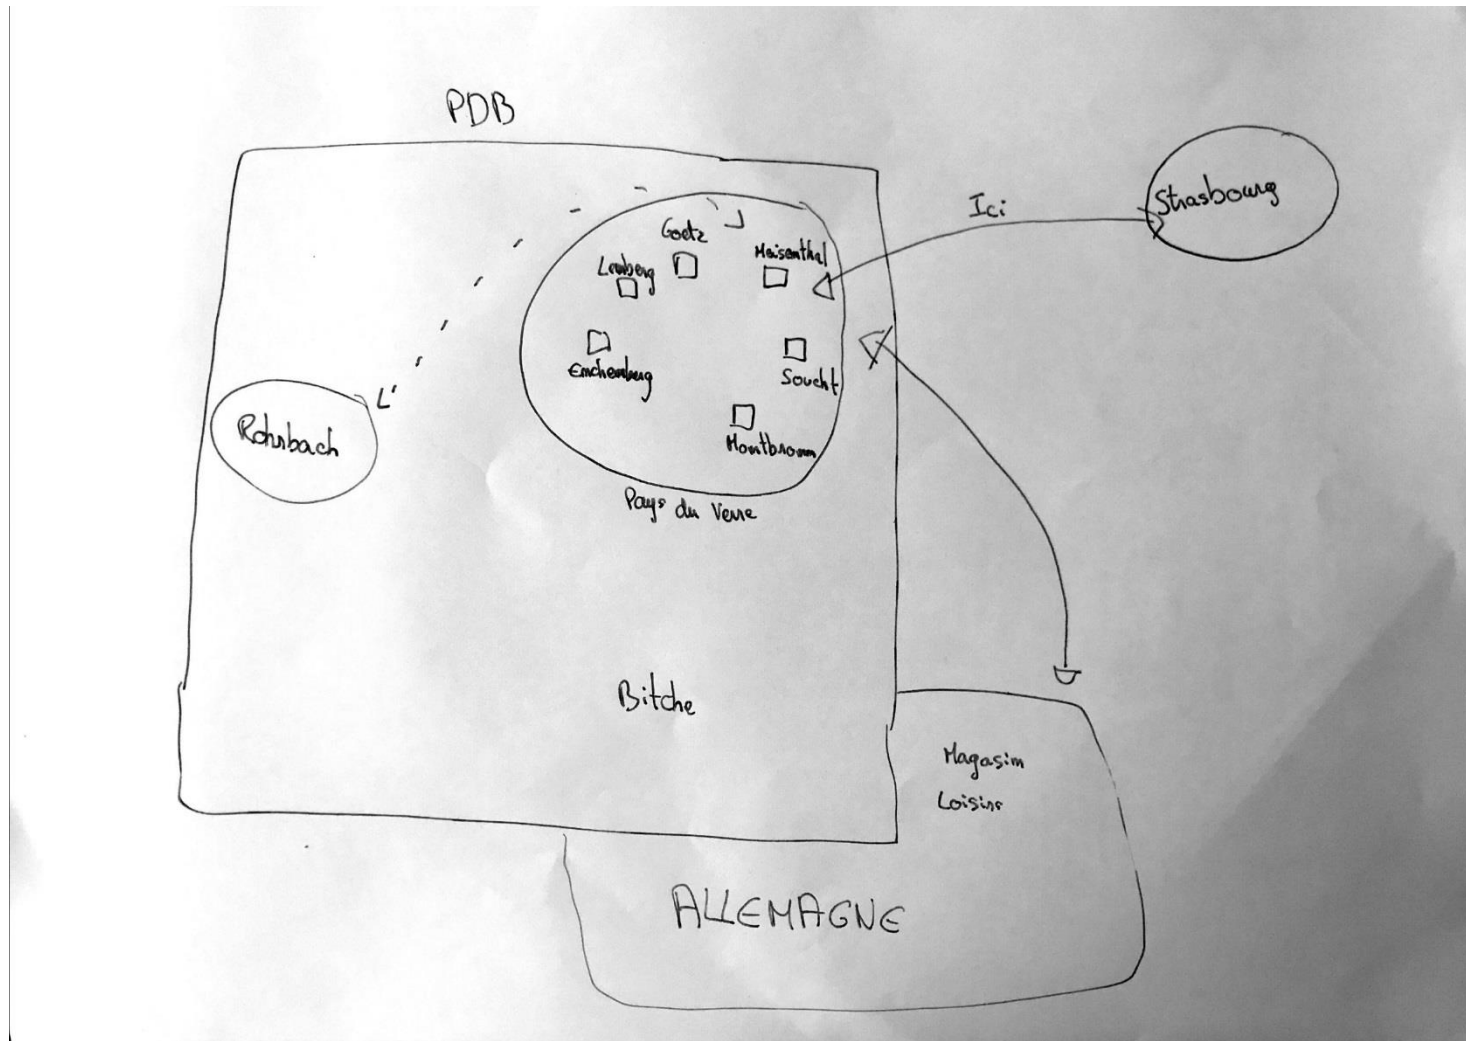 PDB
Strasbourg
Ici
Goetz
Meisenthal
Lemberg
Enchenberg
Soucht
Rohrbach
Montbronn
Pays du Verre
Bitche
Magasin
Loisirs
ALLEMAGNE